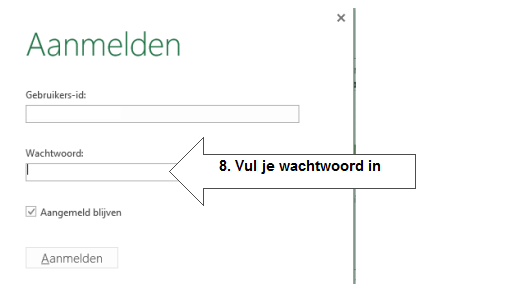 Aanmelden
Gebruikers-id:
Wachtwoord:
8. Vul je wachtwoord in
Aangemeld blijven
Aanmelden